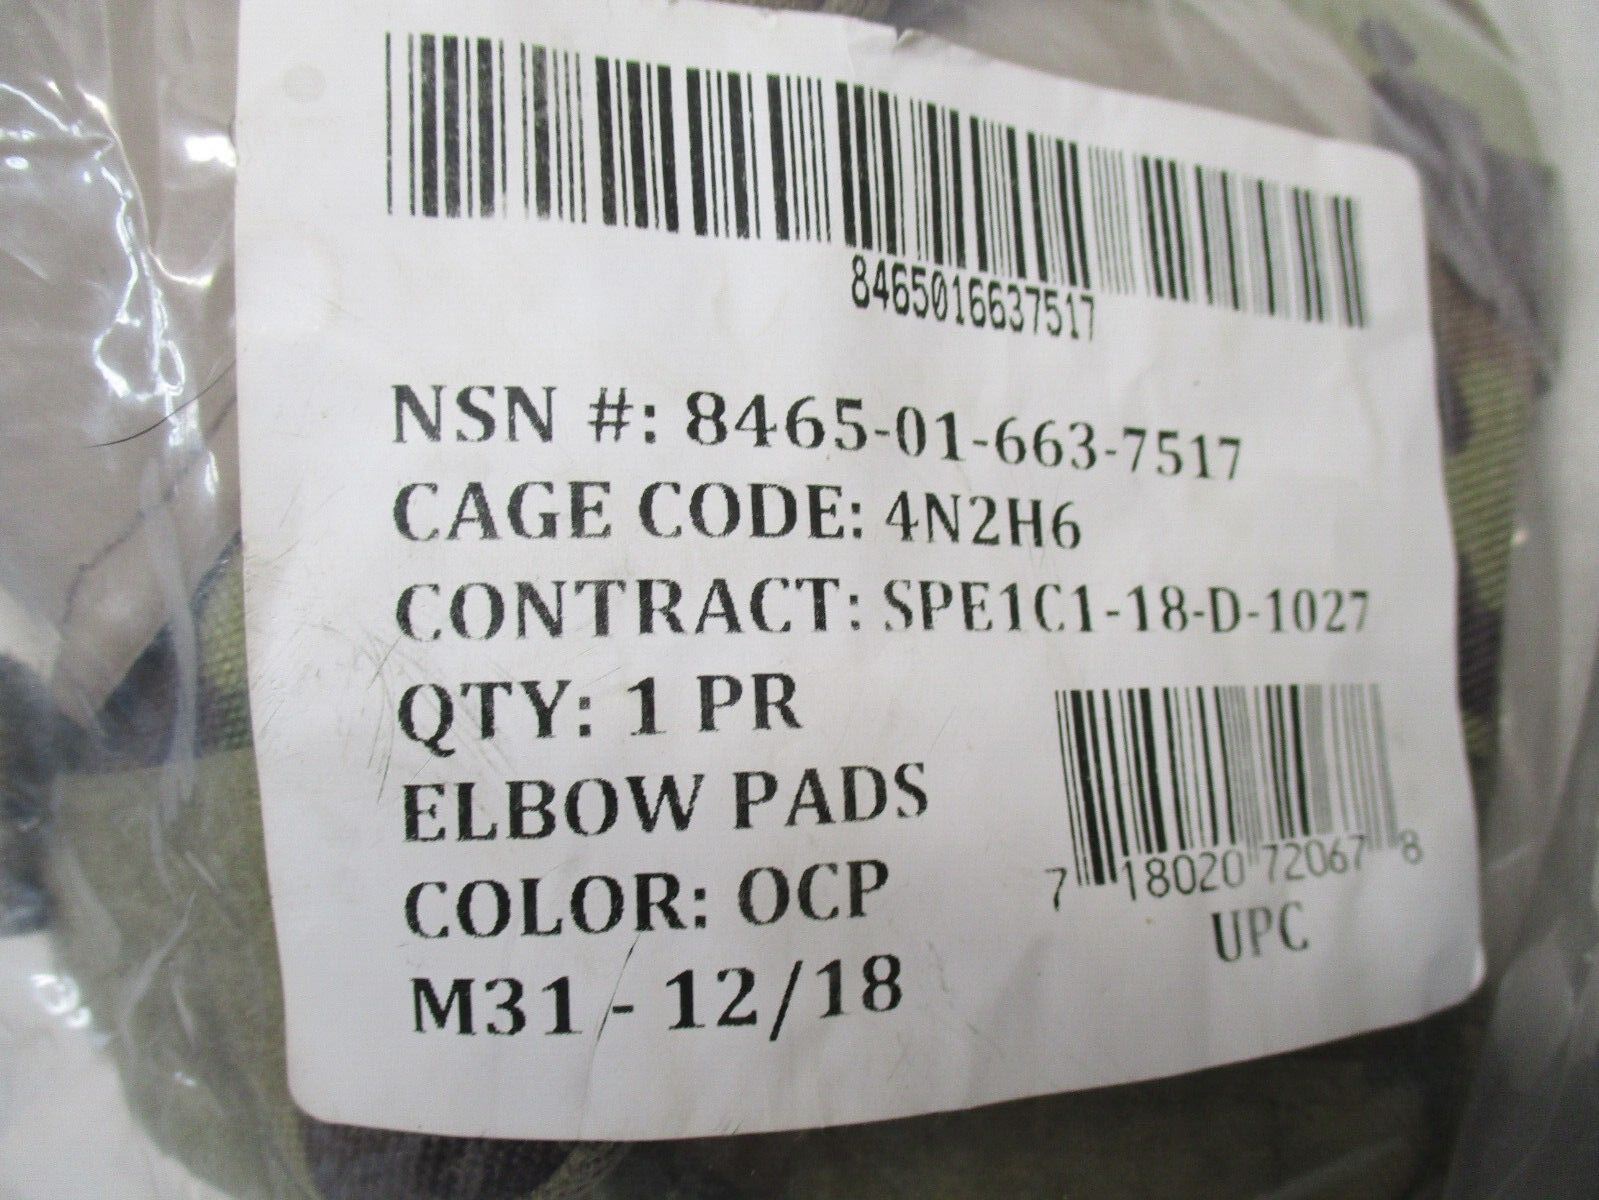 8465016637517
NSN #: 8465-01-663-7517
CAGE CODE: 4N2H6
CONTRACT: SPE1C1-18-D-1027
QTY: 1 PR
ELBOW PADS
COLOR: OCP
M31 - 12/18
7 18020 72067 8
UPC